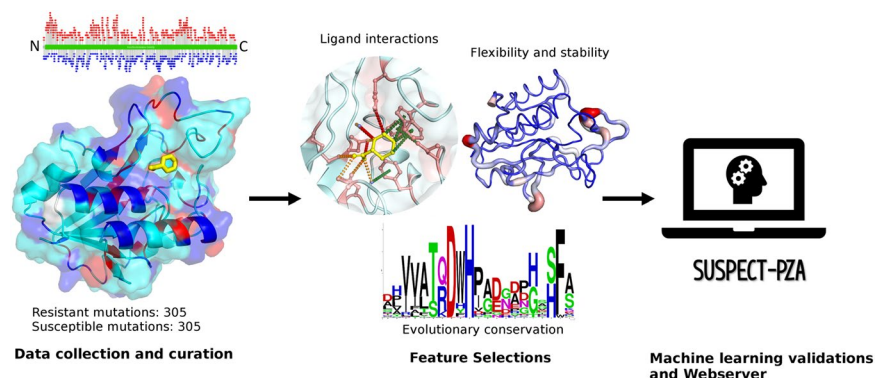 N
C
Ligand interactions
Flexibility and stability
Resistant mutations: 305
Susceptible mutations: 305
Data collection and curation
Evolutionary conservation
Feature Selections
SUSPECT-PZA
Machine learning validations
and Webserver